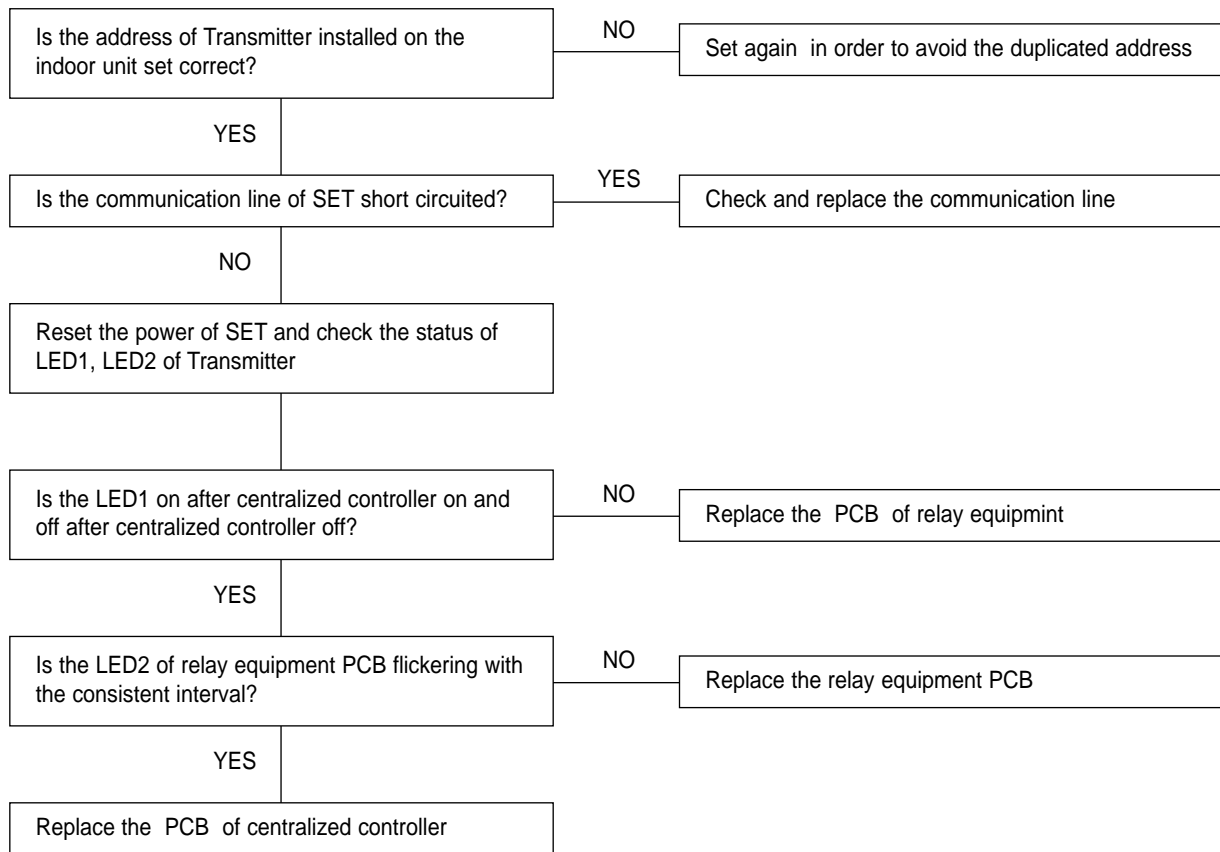 Is the address of Transmitter installed on the
indoor unit set correct?
NO
Set again in order to avoid the duplicated address
YES
Is the communication line of SET short circuited?
YES
Check and replace the communication line
NO
Reset the power of SET and check the status of
LED1, LED2 of Transmitter
Is the LED1 on after centralized controller on and
off after centralized controller off?
NO
Replace the PCB of relay equipmint
YES
Is the LED2 of relay equipment PCB flickering with
the consistent interval?
NO
Replace the relay equipment PCB
YES
Replace the PCB of centralized controller